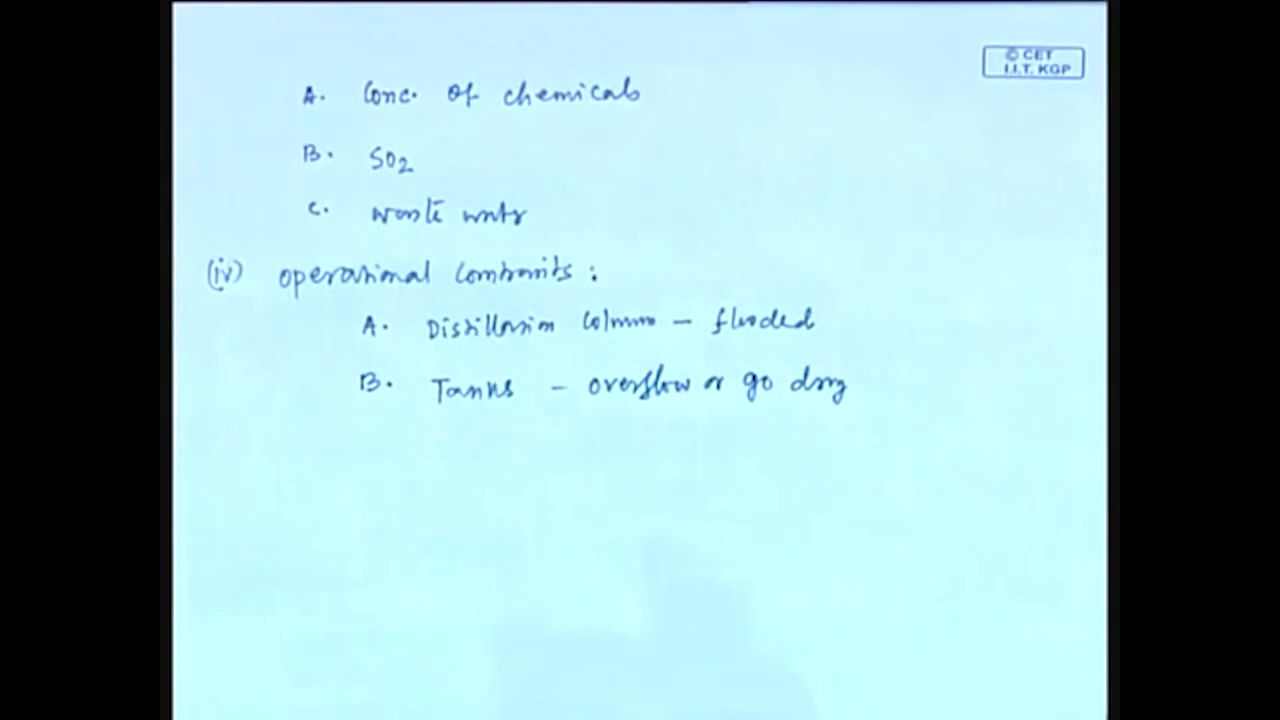 © CET
I.I.T. KGP
A. Conc. of chemicals
B. SO2
C. Waste water
(iv) operational constraints :
A. Distillation column – flooded
B. Tanks – overflow or go dry